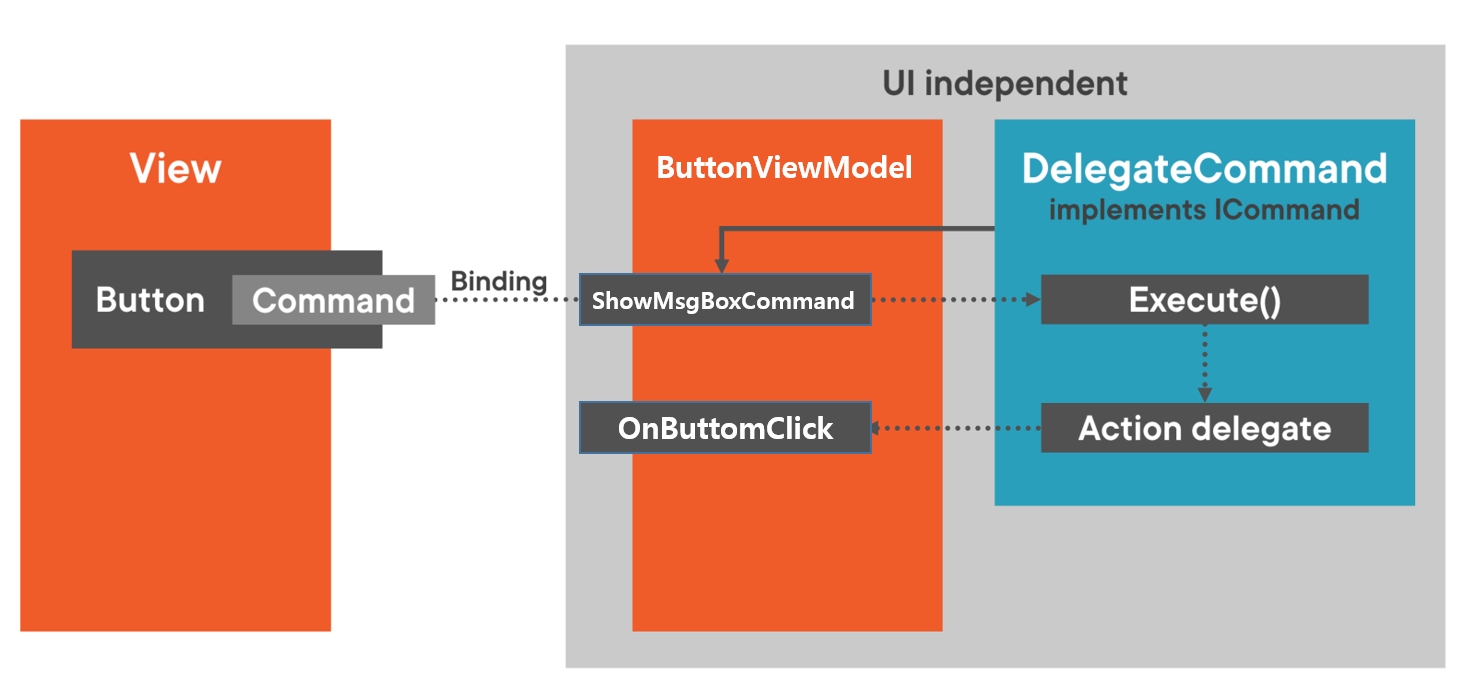 UI independent
View
ButtonViewModel
DelegateCommand
implements ICommand
Button
Command
Binding
ShowMsgBoxCommand
Execute()
OnButtomClick
Action delegate